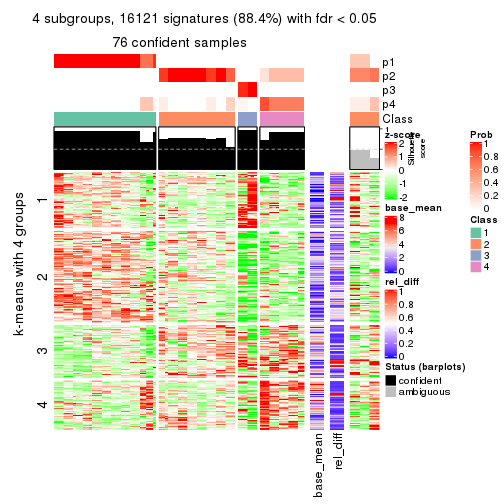 4 subgroups, 16121 signatures (88.4%) with fdr < 0.05
76 confident samples
p1
p2
p3
p4
Class
1
Silhouette
score
k-means with 4 groups
1
2
3
4
base_mean
rel_diff
z-score
2
1
0
-1
-2
base_mean
8
6
4
2
0
rel_diff
1
0.8
0.6
0.4
0.2
0
Status (barplots)
confident
ambiguous
Prob
1
0.8
0.6
0.4
0.2
0
Class
1
2
3
4